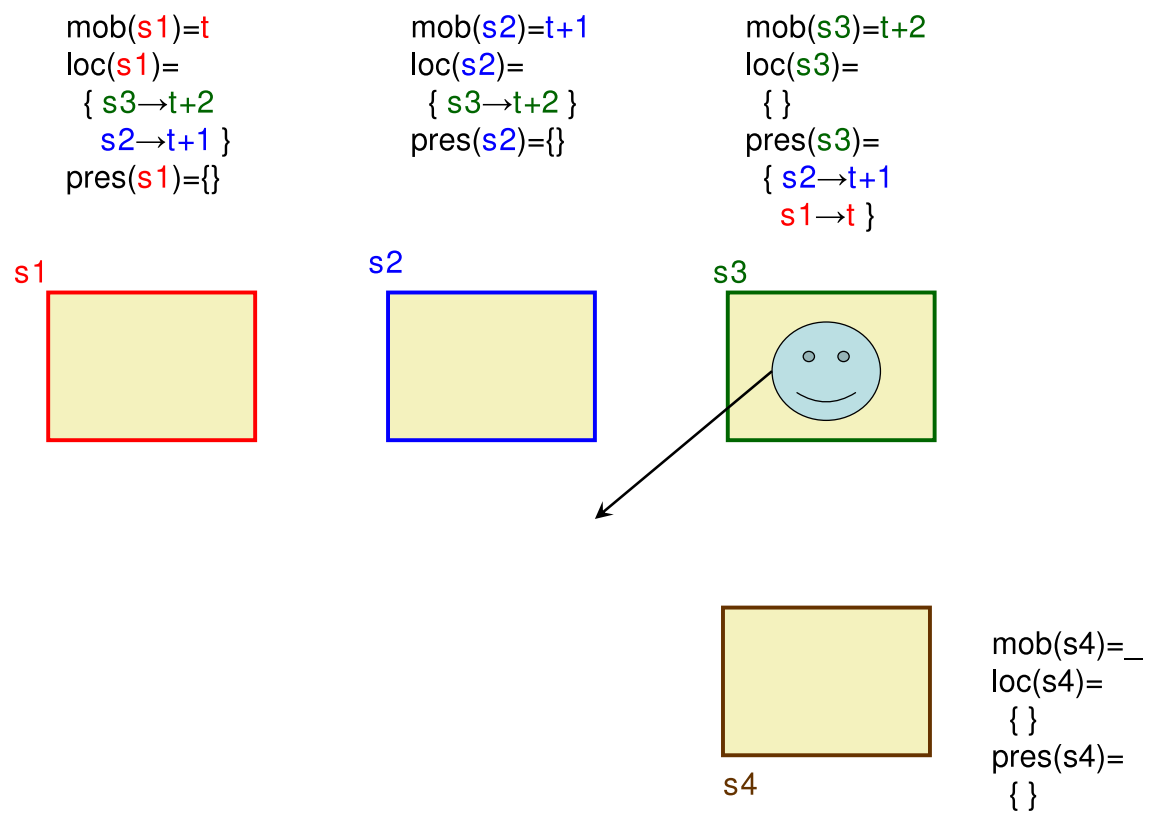 mob(s1)=t
loc(s1)=
{ s3→t+2
s2→t+1 }
pres(s1)={}
mob(s2)=t+1
loc(s2)=
{ s3→t+2 }
pres(s2)={}
mob(s3)=t+2
loc(s3)=
{ }
pres(s3)=
{ s2→t+1
s1→t }
s1
s2
s3
mob(s4)=_
loc(s4)=
{ }
pres(s4)=
{ }
s4